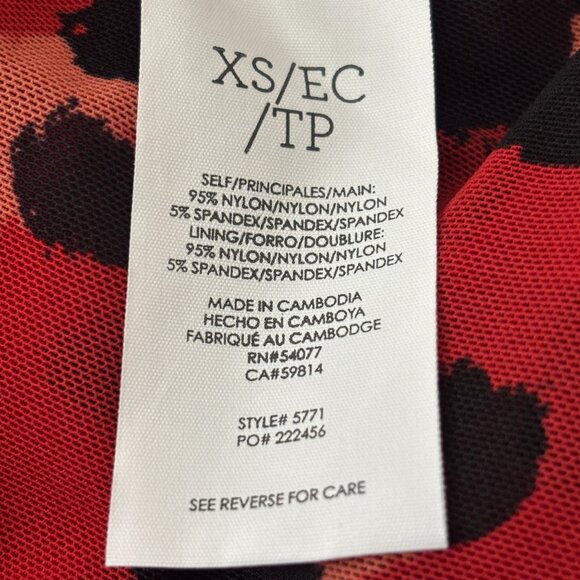 XS/EC
/TP
SELF/PRINCIPALES/MAIN:
95% NYLON/NYLON/NYLON
5% SPANDEX/SPANDEX/SPANDEX
LINING/FORRO/DOUBLURE:
95% NYLON/NYLON/NYLON
5% SPANDEX/SPANDEX/SPANDEX
MADE IN CAMBODIA
HECHO EN CAMBOYA
FABRIQUÉ AU CAMBODGE
RN#54077
CA#59814
STYLE# 5771
PO# 222456
SEE REVERSE FOR CARE